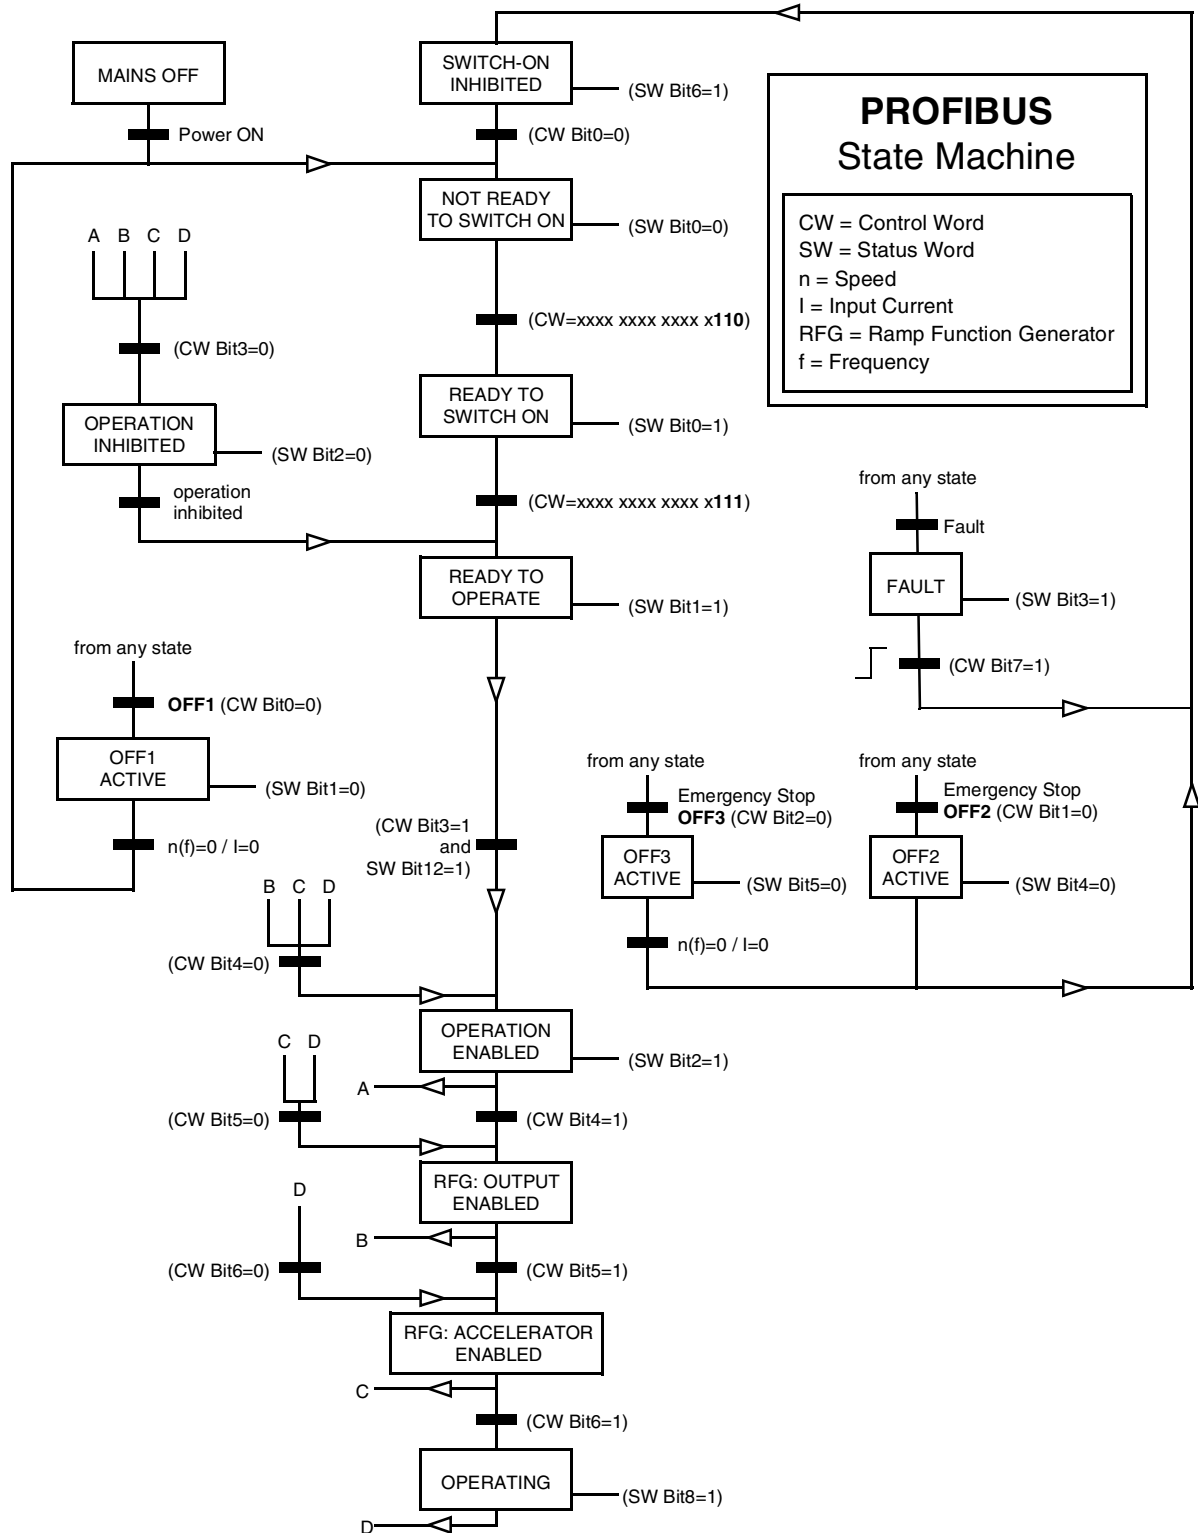 MAINS OFF
Power ON
SWITCH-ON
INHIBITED
(SW Bit6=1)
(CW Bit0=0)
PROFIBUS
State Machine
CW = Control Word
SW = Status Word
n = Speed
I = Input Current
RFG = Ramp Function Generator
f = Frequency
NOT READY
TO SWITCH ON
(SW Bit0=0)
A B C D
(CW Bit3=0)
(CW=xxxx xxxx xxxx x110)
OPERATION
INHIBITED
(SW Bit2=0)
operation
inhibited
READY TO
SWITCH ON
(SW Bit0=1)
(CW=xxxx xxxx xxxx x111)
READY TO
OPERATE
(SW Bit1=1)
from any state
Fault
FAULT
(SW Bit3=1)
(CW Bit7=1)
from any state
OFF1 (CW Bit0=0)
OFF1
ACTIVE
(SW Bit1=0)
n(f)=0 / I=0
(CW Bit3=1
and
SW Bit12=1)
from any state
Emergency Stop
OFF3 (CW Bit2=0)
OFF3
ACTIVE
(SW Bit5=0)
n(f)=0 / I=0
from any state
Emergency Stop
OFF2 (CW Bit1=0)
OFF2
ACTIVE
(SW Bit4=0)
B C D
(CW Bit4=0)
OPERATION
ENABLED
(SW Bit2=1)
A
(CW Bit4=1)
C D
(CW Bit5=0)
RFG: OUTPUT
ENABLED
B
(CW Bit5=1)
D
(CW Bit6=0)
RFG: ACCELERATOR
ENABLED
C
(CW Bit6=1)
OPERATING
(SW Bit8=1)
D